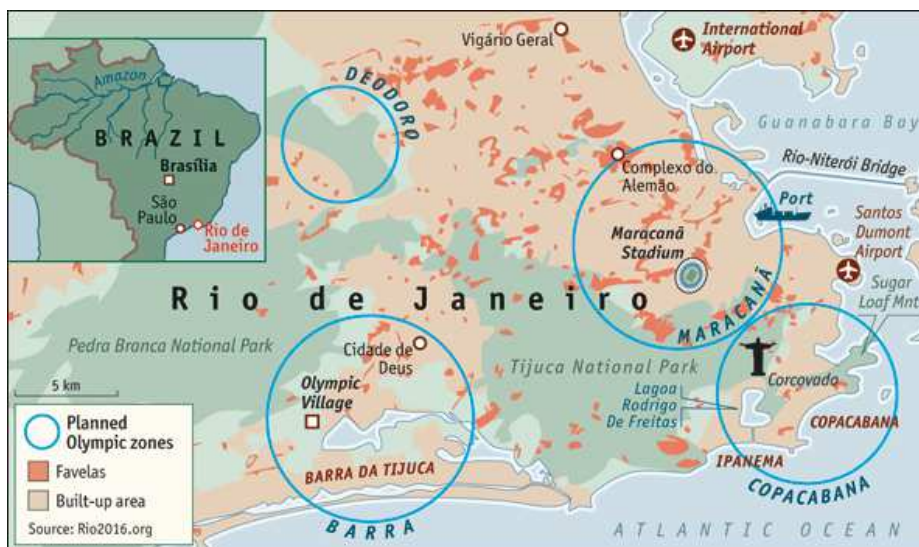 Amazon
BRAZIL
Brasília
São
Paulo
Rio de
Janeiro
Vigário Geral
International
Airport
DEODORO
Guanabara Bay
Complexo do
Alemão
Rio-Niterói Bridge
Port
Maracanã
Stadium
Santos
Dumont
Airport
Sugar
Loaf Mnt
Rio de Janeiro
MARACANÃ
Pedra Branca National Park
Cidade de
Deus
Tijuca National Park
Corcovado
5 km
Olympic
Village
Lagoa
Rodrigo
De Freitas
COPACABANA
Planned
Olympic zones
Favelas
Built-up area
Source: Rio2016.org
BARRA DA TIJUCA
IPANEMA
COPACABANA
BARRA
ATLANTIC OCEAN